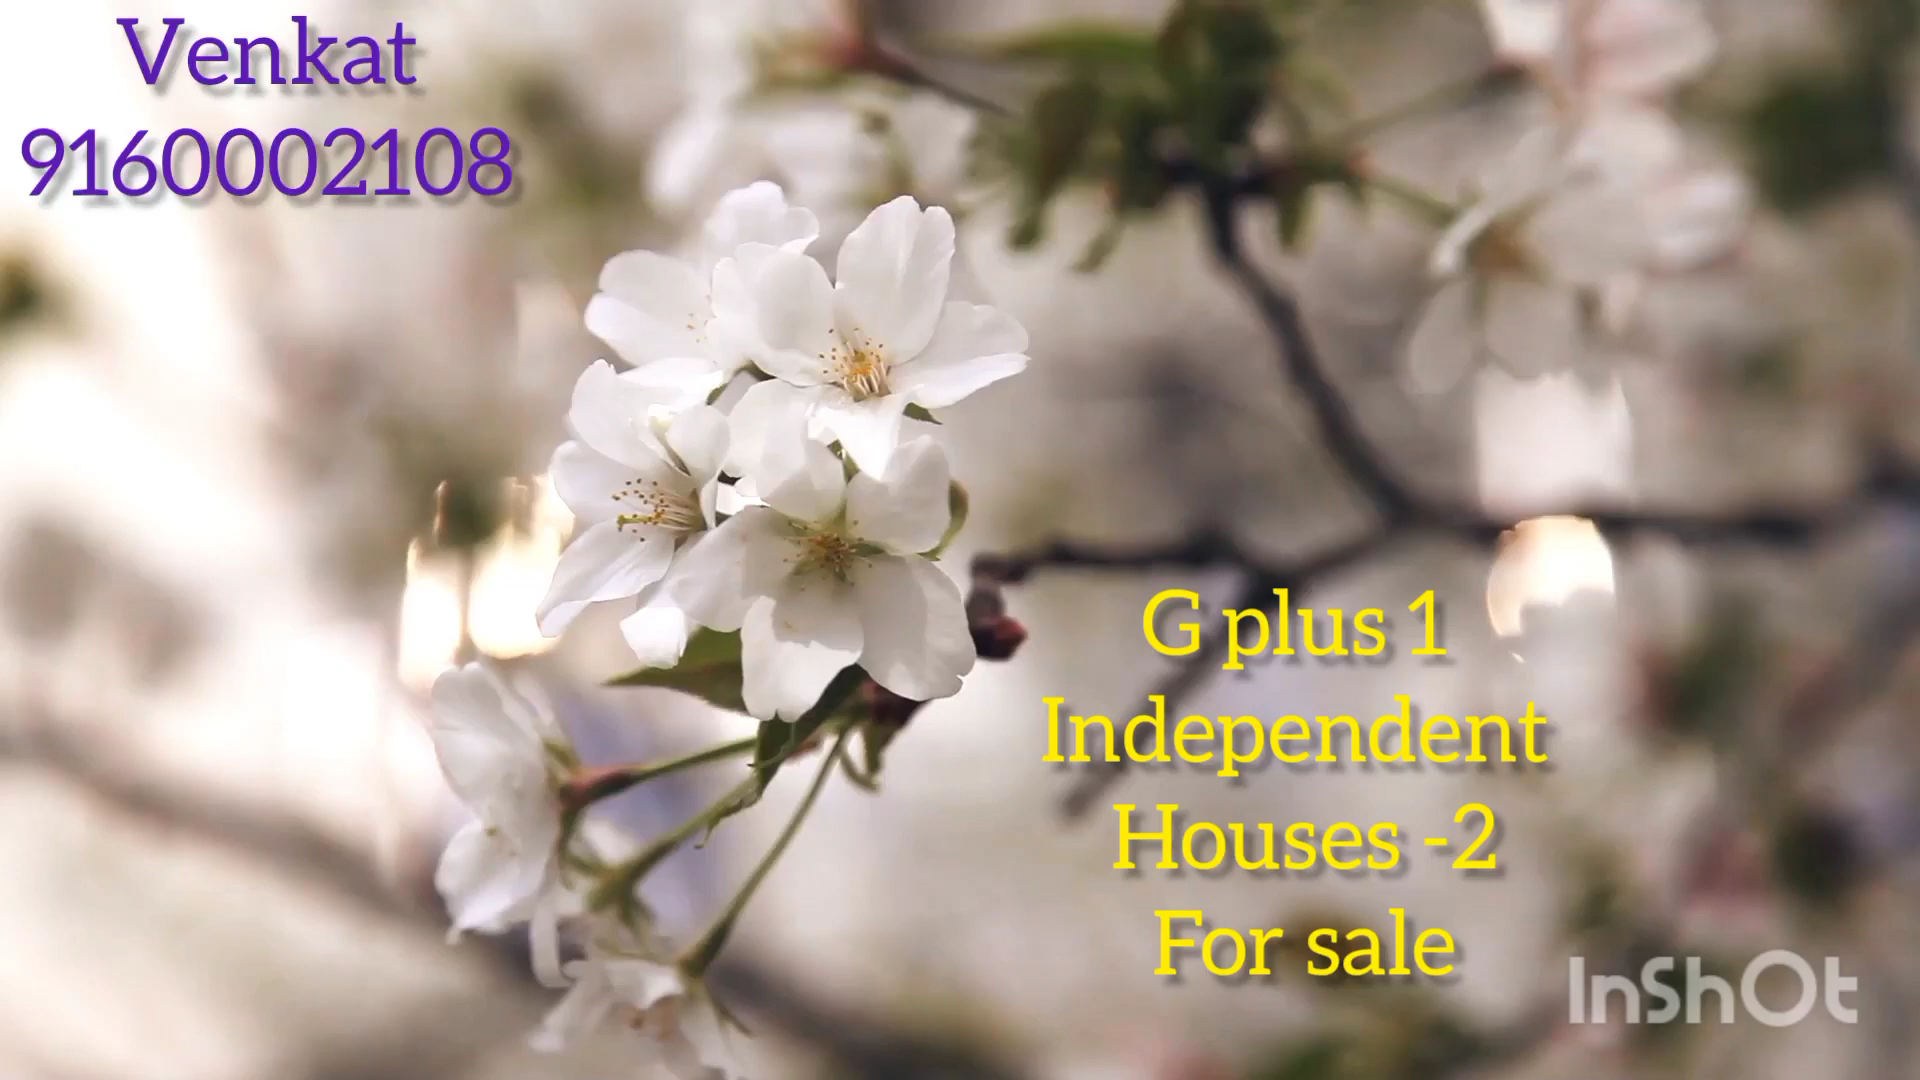 Venkat
9160002108
G plus 1
Independent
Houses -2
For sale
InShOt